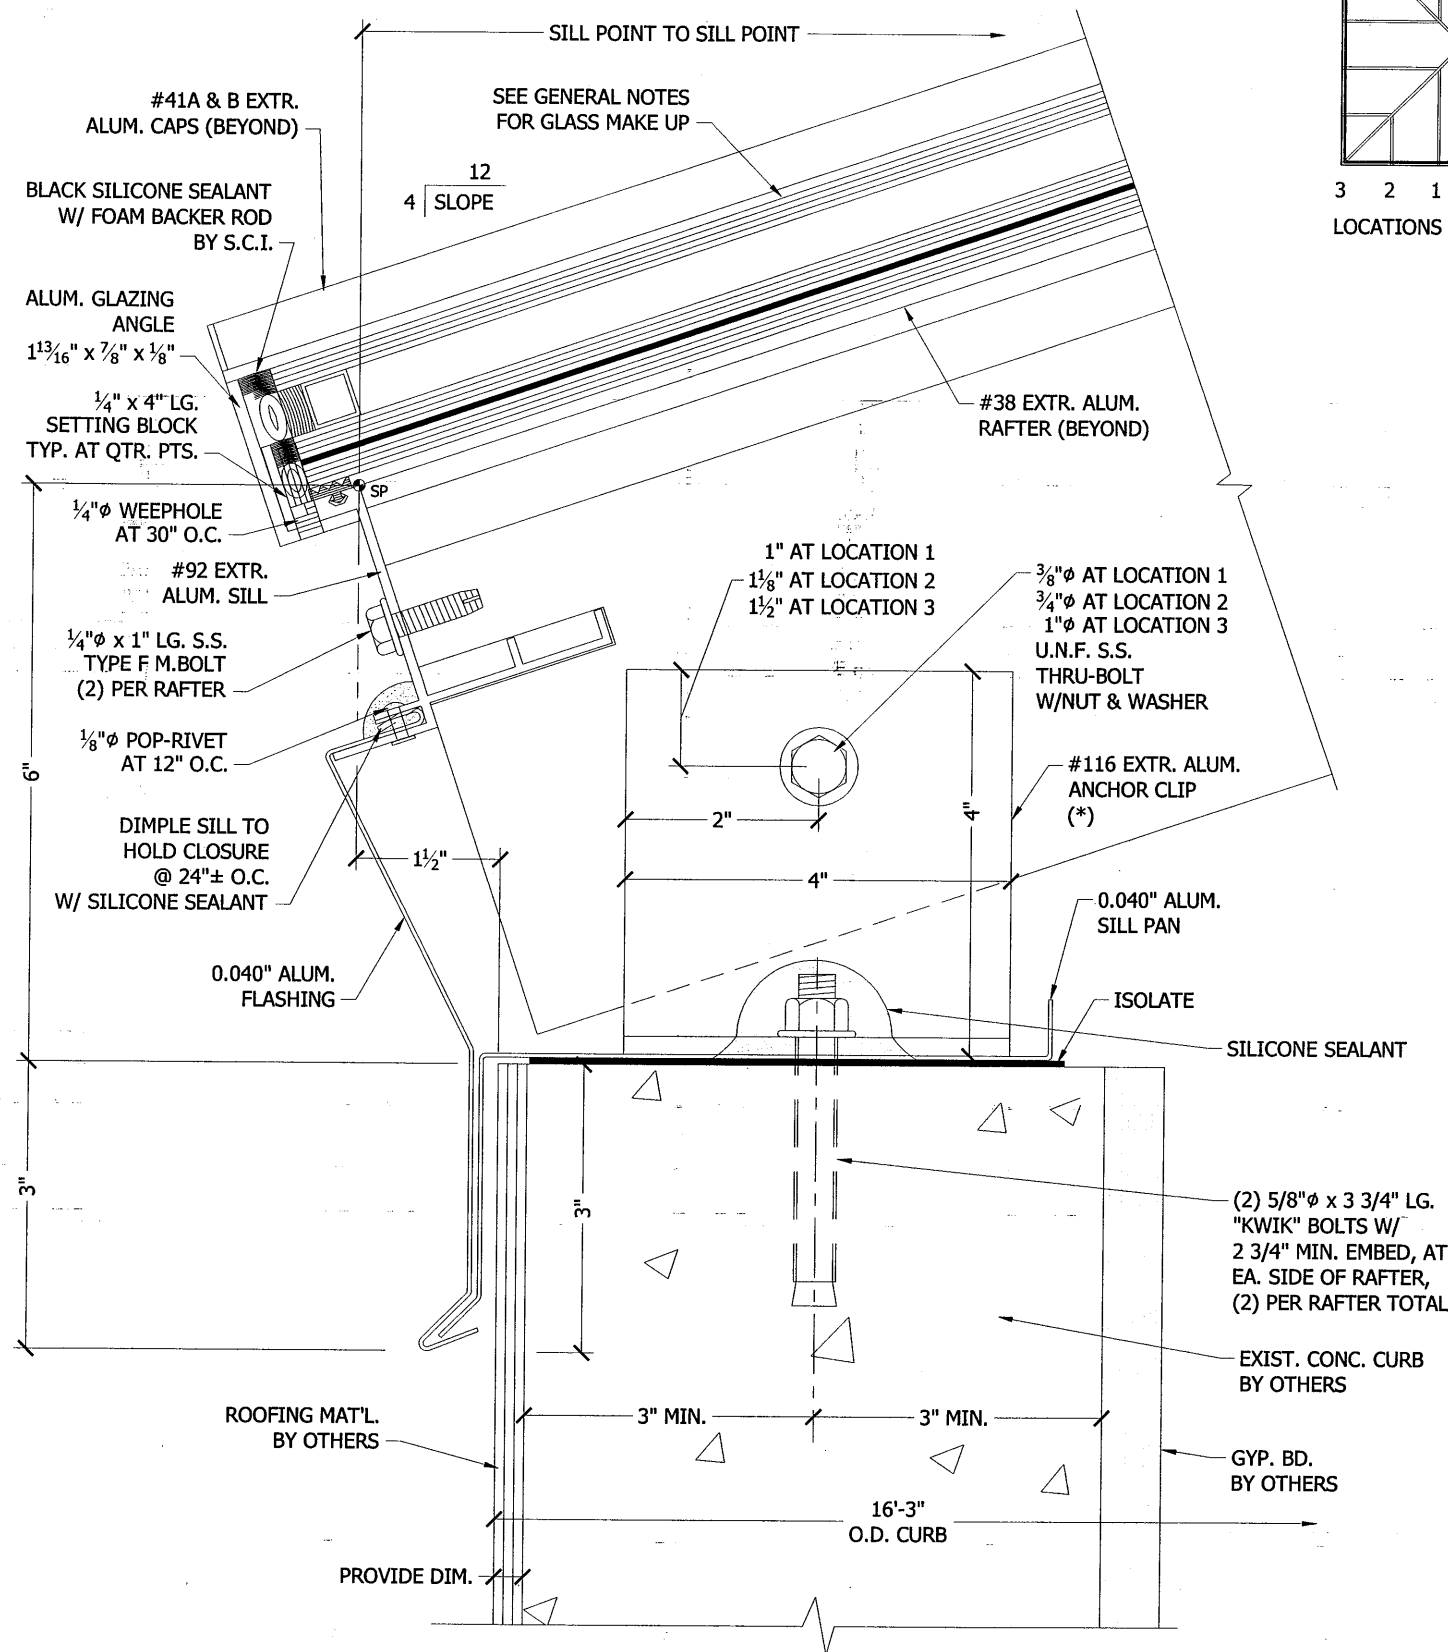 SILL POINT TO SILL POINT
#41A & B EXTR.
ALUM. CAPS (BEYOND)
SEE GENERAL NOTES
FOR GLASS MAKE UP
12
4 SLOPE
3 2 1
LOCATIONS
BLACK SILICONE SEALANT
W/ FOAM BACKER ROD
BY S.C.I.
ALUM. GLAZING
ANGLE
1 13/16" x 7/8" x 1/8"
1/4" x 4" LG.
SETTING BLOCK
TYP. AT QTR. PTS.
#38 EXTR. ALUM.
RAFTER (BEYOND)
SP
1/4"ø WEEPHOLE
AT 30" O.C.
#92 EXTR.
ALUM. SILL
1/4"ø x 1" LG. S.S.
TYPE F M.BOLT
(2) PER RAFTER
1/8"ø POP-RIVET
AT 12" O.C.
1" AT LOCATION 1
1 1/8" AT LOCATION 2
1 1/2" AT LOCATION 3
3/8"ø AT LOCATION 1
3/4"ø AT LOCATION 2
1"ø AT LOCATION 3
U.N.F. S.S.
THRU-BOLT
W/NUT & WASHER
#116 EXTR. ALUM.
ANCHOR CLIP
(*)
6"
2"
4"
4"
1 1/2"
DIMPLE SILL TO
HOLD CLOSURE
@ 24"± O.C.
W/ SILICONE SEALANT
0.040" ALUM.
SILL PAN
0.040" ALUM.
FLASHING
ISOLATE
SILICONE SEALANT
3"
3"
(2) 5/8"ø x 3 3/4" LG.
"KWIK" BOLTS W/
2 3/4" MIN. EMBED, AT
EA. SIDE OF RAFTER,
(2) PER RAFTER TOTAL
EXIST. CONC. CURB
BY OTHERS
ROOFING MAT'L.
BY OTHERS
3" MIN.
3" MIN.
GYP. BD.
BY OTHERS
16'-3"
O.D. CURB
PROVIDE DIM.